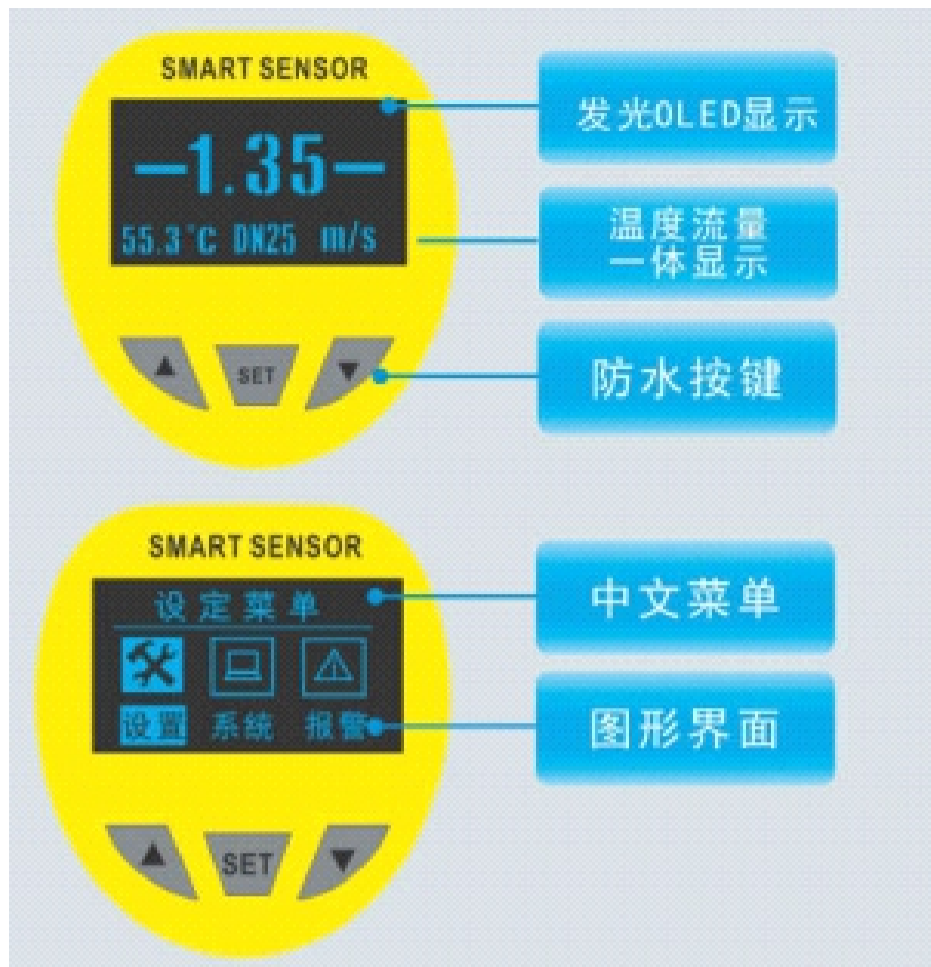 SMART SENSOR
发光OLED显示
—1.35—
55.3℃ DN25 m/s
温度流量
一体显示
▲ SET ▼
防水按键
SMART SENSOR
设定菜单
中文菜单
设置 系统 报警
图形界面
▲ SET ▼